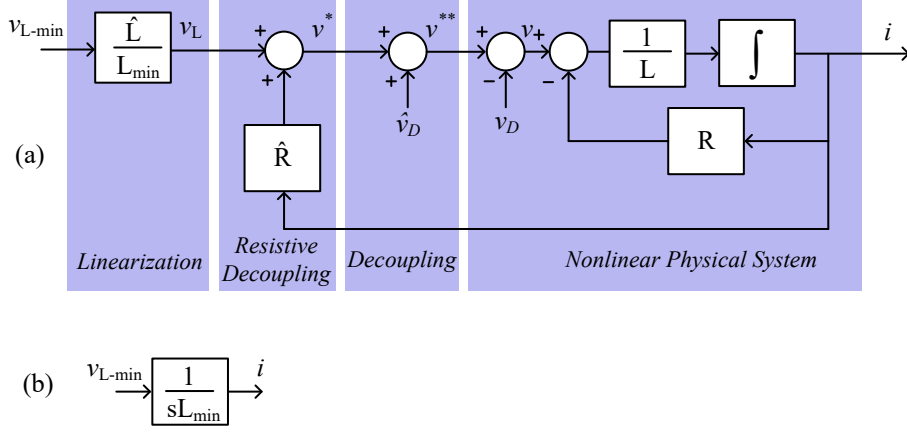 v_L-min
L̂
L_min
v_L
+
+
v^*
+
+
v^**
v̂_D
+
−
v
v_D
+
−
1
L
∫
i
R̂
R
(a)
Linearization
Resistive
Decoupling
Decoupling
Nonlinear Physical System
(b)
v_L-min
1
sL_min
i